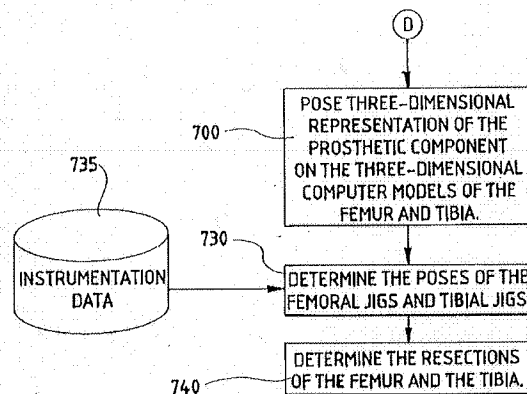 D
POSE THREE-DIMENSIONAL
REPRESENTATION OF THE
PROSTHETIC COMPONENT
ON THE THREE-DIMENSIONAL
COMPUTER MODELS OF THE
FEMUR AND TIBIA.
700
735
INSTRUMENTATION
DATA
730
DETERMINE THE POSES OF THE
FEMORAL JIGS AND TIBIAL JIGS
DETERMINE THE RESECTIONS
OF THE FEMUR AND THE TIBIA.
740